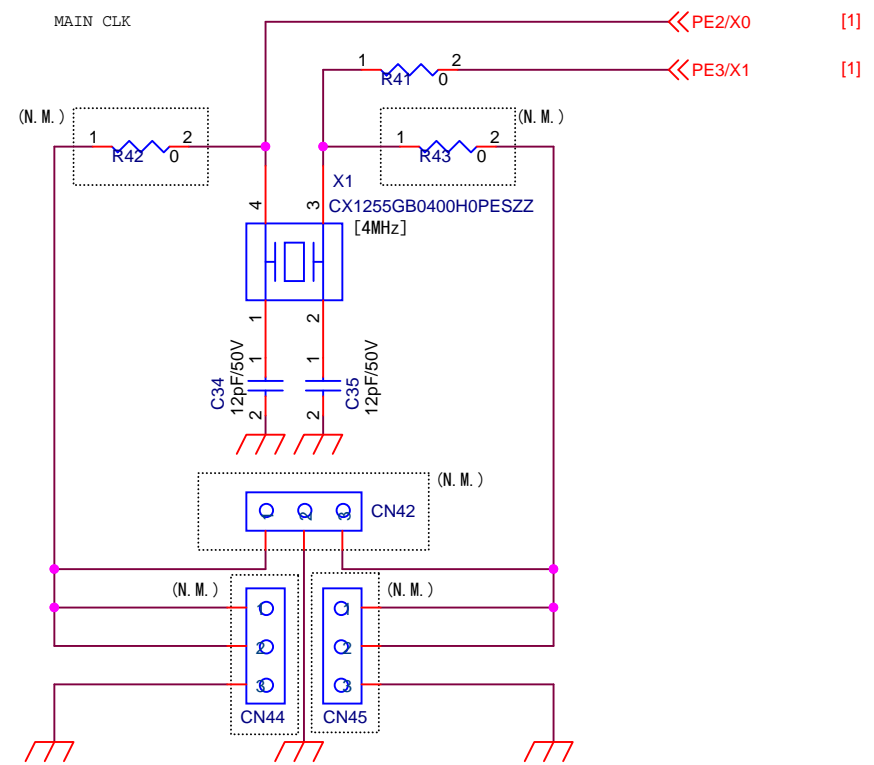 MAIN CLK
PE2/X0 [1]
1 R41 2 0
PE3/X1 [1]
(N.M.)
1 R42 2 0
(N.M.)
1 R43 2 0
X1
CX1255GB0400H0PESZZ
[4MHz]
4 3
1 2
C34 12pF/50V 1 2
C35 12pF/50V 1 2
(N.M.)
1 2 3 CN42
(N.M.)
1
2
3
CN44
(N.M.)
1
2
3
CN45